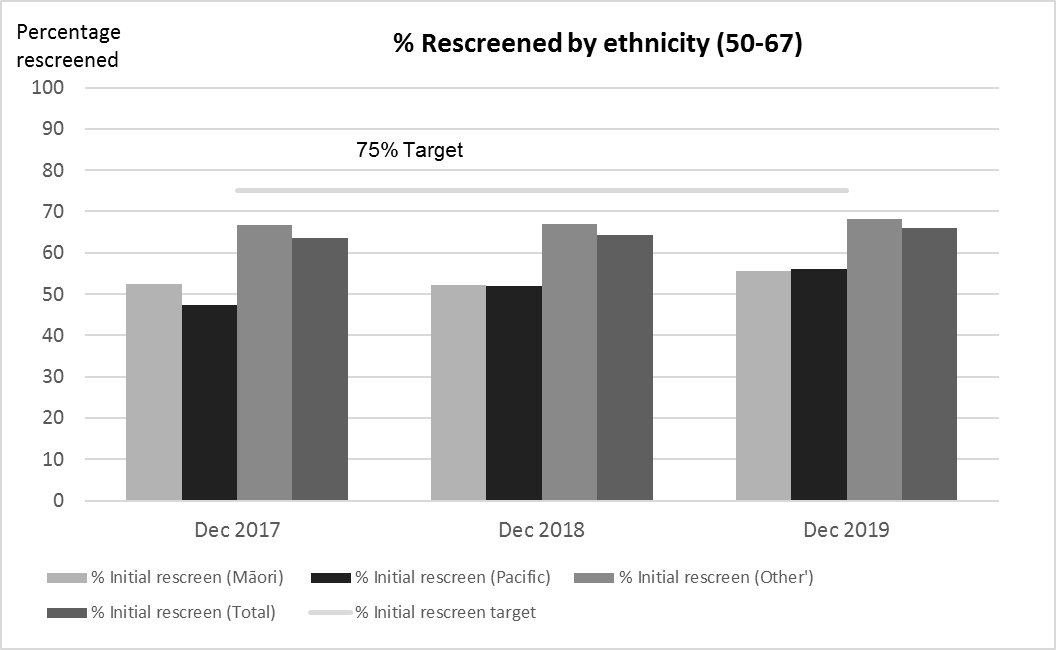 Percentage
rescreened
% Rescreened by ethnicity (50-67)
100
90
80
70
60
50
40
30
20
10
0
75% Target
Dec 2017
Dec 2018
Dec 2019
% Initial rescreen (Māori)
% Initial rescreen (Pacific)
% Initial rescreen (Other')
% Initial rescreen (Total)
% Initial rescreen target